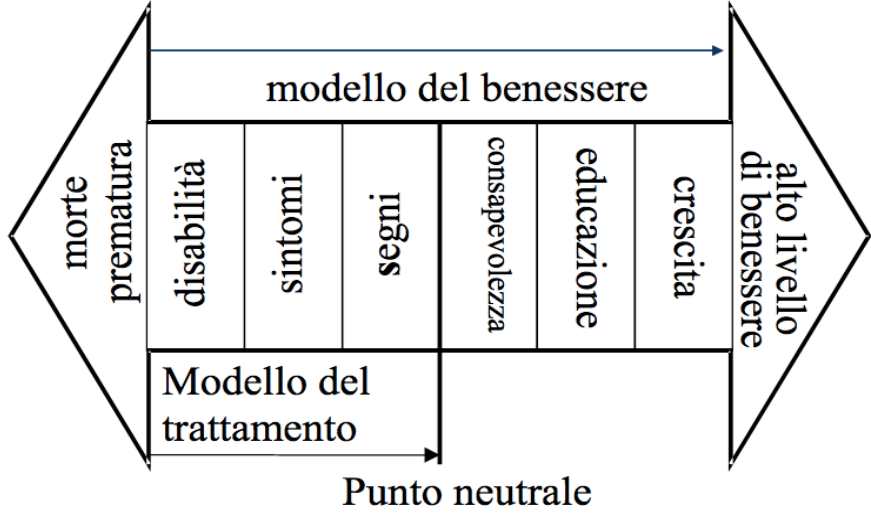 modello del benessere
morte
prematura
disabilità
sintomi
segni
consapevolezza
educazione
crescita
alto livello
di benessere
Modello del
trattamento
Punto neutrale